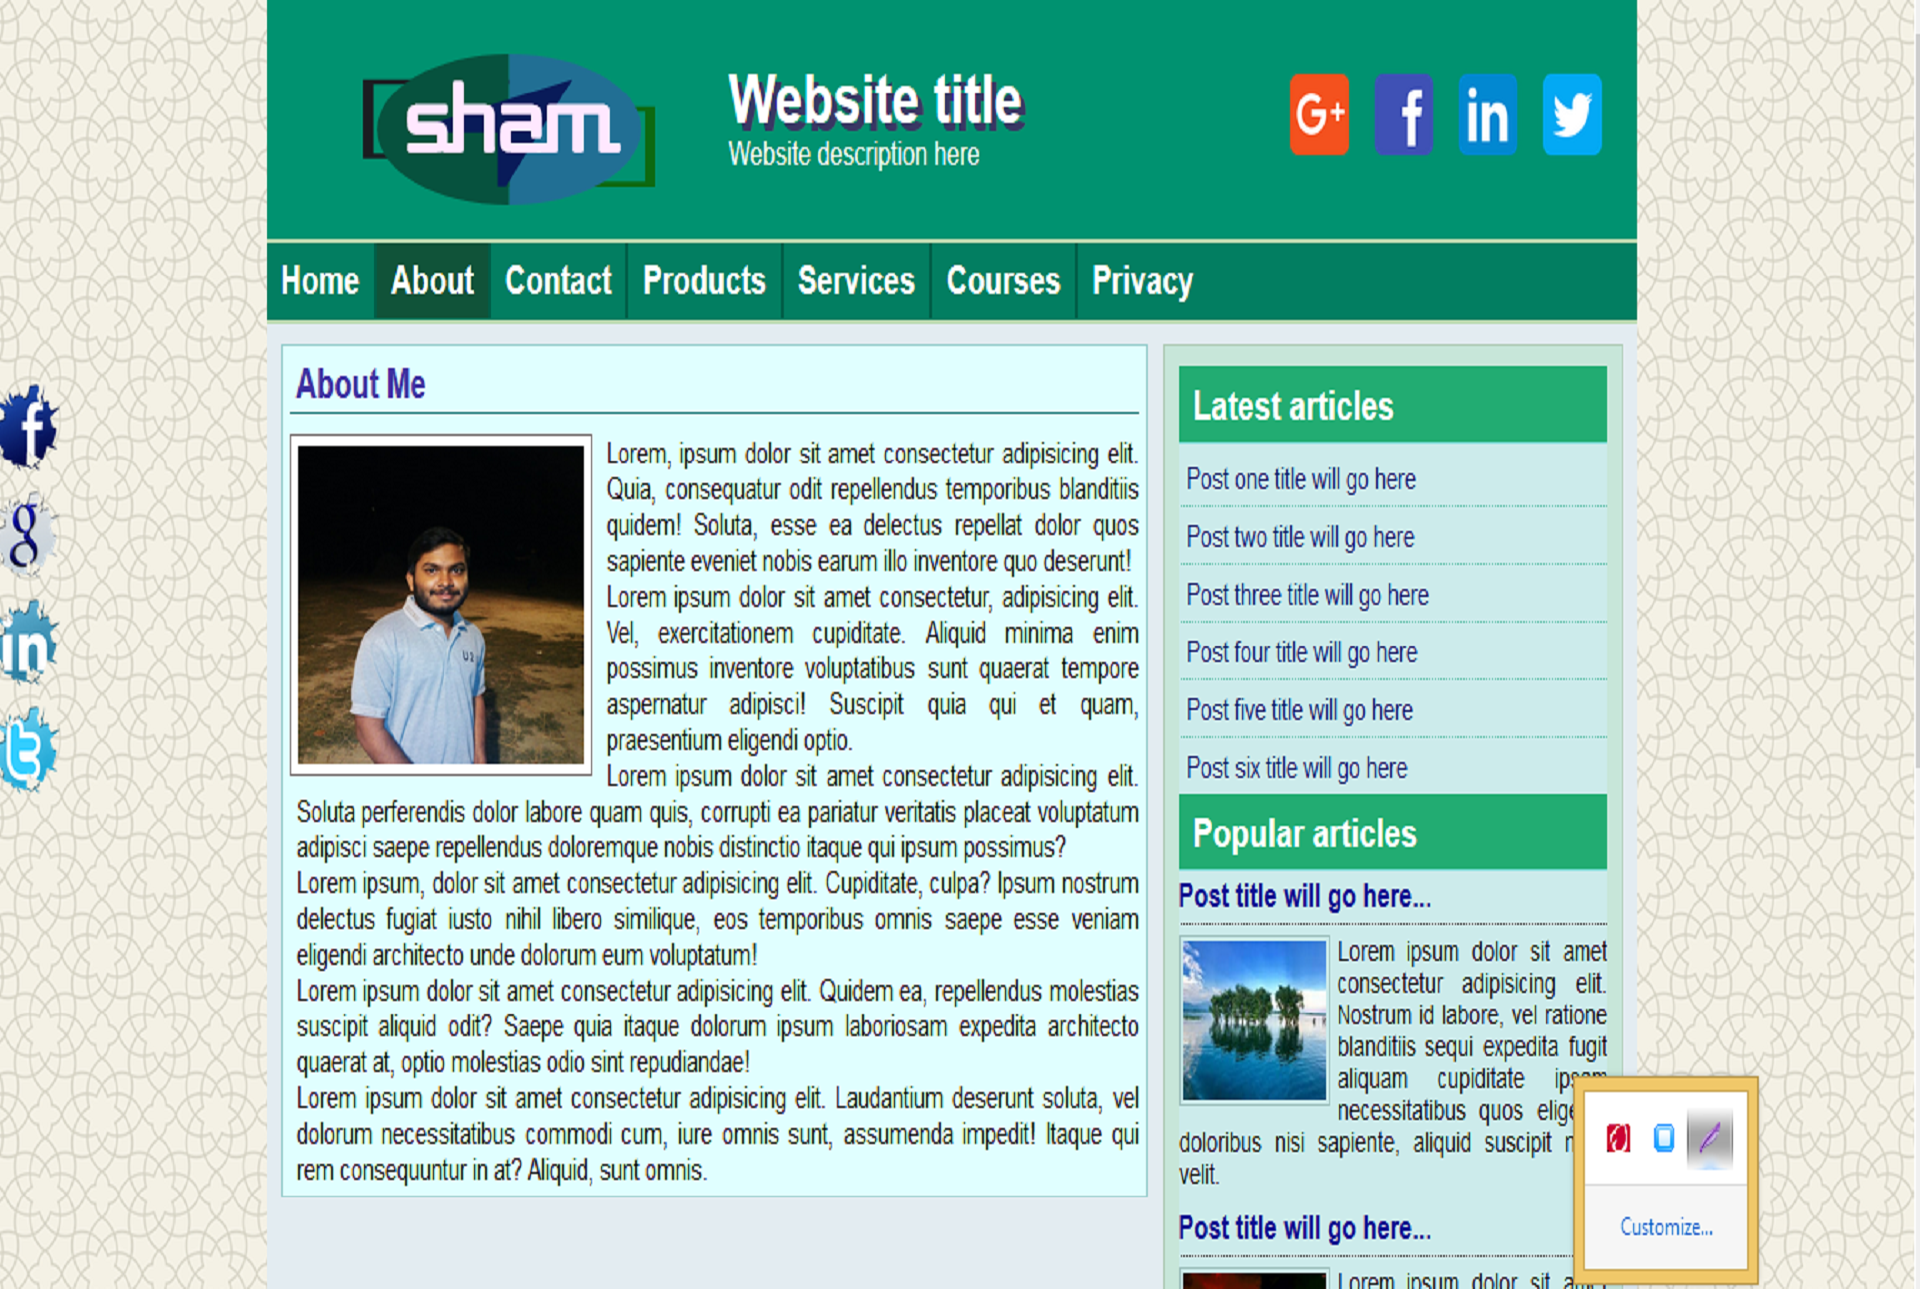 sham
Website title
Website description here
G+ f in
Home About Contact Products Services Courses Privacy
f
g
in
t
About Me
Lorem, ipsum dolor sit amet consectetur adipisicing elit.
Quia, consequatur odit repellendus temporibus blanditiis
quidem! Soluta, esse ea delectus repellat dolor quos
sapiente eveniet nobis earum illo inventore quo deserunt!
Lorem ipsum dolor sit amet consectetur, adipisicing elit.
Vel, exercitationem cupiditate. Aliquid minima enim
possimus inventore voluptatibus sunt quaerat tempore
aspernatur adipisci! Suscipit quia qui et quam,
praesentium eligendi optio.
Lorem ipsum dolor sit amet consectetur adipisicing elit.
Soluta perferendis dolor labore quam quis, corrupti ea pariatur veritatis placeat voluptatum
adipisci saepe repellendus doloremque nobis distinctio itaque qui ipsum possimus?
Lorem ipsum, dolor sit amet consectetur adipisicing elit. Cupiditate, culpa? Ipsum nostrum
delectus fugiat iusto nihil libero similique, eos temporibus omnis saepe esse veniam
eligendi architecto unde dolorum eum voluptatum!
Lorem ipsum dolor sit amet consectetur adipisicing elit. Quidem ea, repellendus molestias
suscipit aliquid odit? Saepe quia itaque dolorum ipsum laboriosam expedita architecto
quaerat at, optio molestias odio sint repudiandae!
Lorem ipsum dolor sit amet consectetur adipisicing elit. Laudantium deserunt soluta, vel
dolorum necessitatibus commodi cum, iure omnis sunt, assumenda impedit! Itaque qui
rem consequuntur in at? Aliquid, sunt omnis.
Latest articles
Post one title will go here
Post two title will go here
Post three title will go here
Post four title will go here
Post five title will go here
Post six title will go here
Popular articles
Post title will go here...
Lorem ipsum dolor sit amet
consectetur adipisicing elit.
Nostrum id labore, vel ratione
blanditiis sequi expedita fugit
aliquam cupiditate
necessitatibus quos
doloribus nisi sapiente, aliquid suscipit
velit.
Post title will go here...
Lorem ipsum dolor sit
Customize...